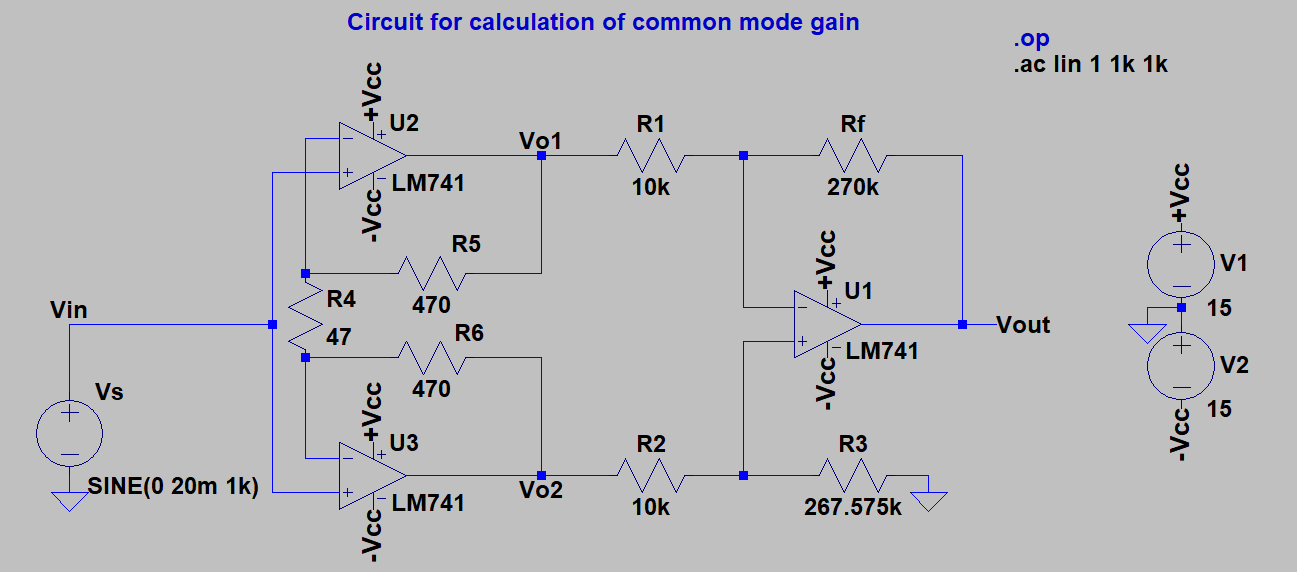 Circuit for calculation of common mode gain
.op
.ac lin 1 1k 1k
+Vcc
U2
LM741
-Vcc
Vo1
R1
10k
Rf
270k
R5
470
R4
47
R6
470
Vin
Vs
SINE(0 20m 1k)
+Vcc
U3
LM741
-Vcc
Vo2
R2
10k
R3
267.575k
+Vcc
U1
LM741
-Vcc
Vout
+Vcc
V1
15
V2
15
-Vcc